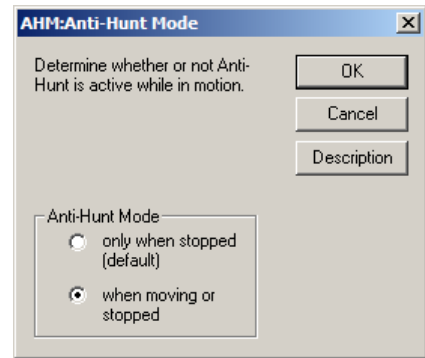 AHM:Anti-Hunt Mode
Determine whether or not Anti-
Hunt is active while in motion.
OK
Cancel
Description
Anti-Hunt Mode
only when stopped
(default)
when moving or
stopped